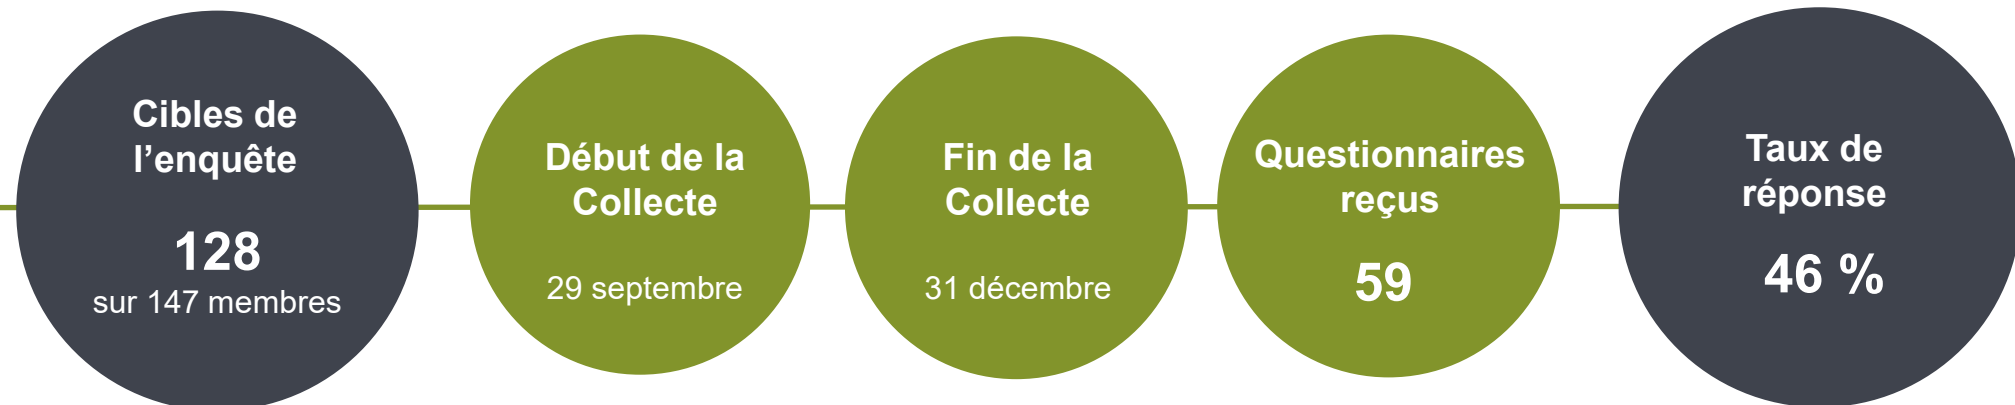 Cibles de
l’enquête
128
sur 147 membres
Début de la
Collecte
29 septembre
Fin de la
Collecte
31 décembre
Questionnaires
reçus
59
Taux de
réponse
46 %